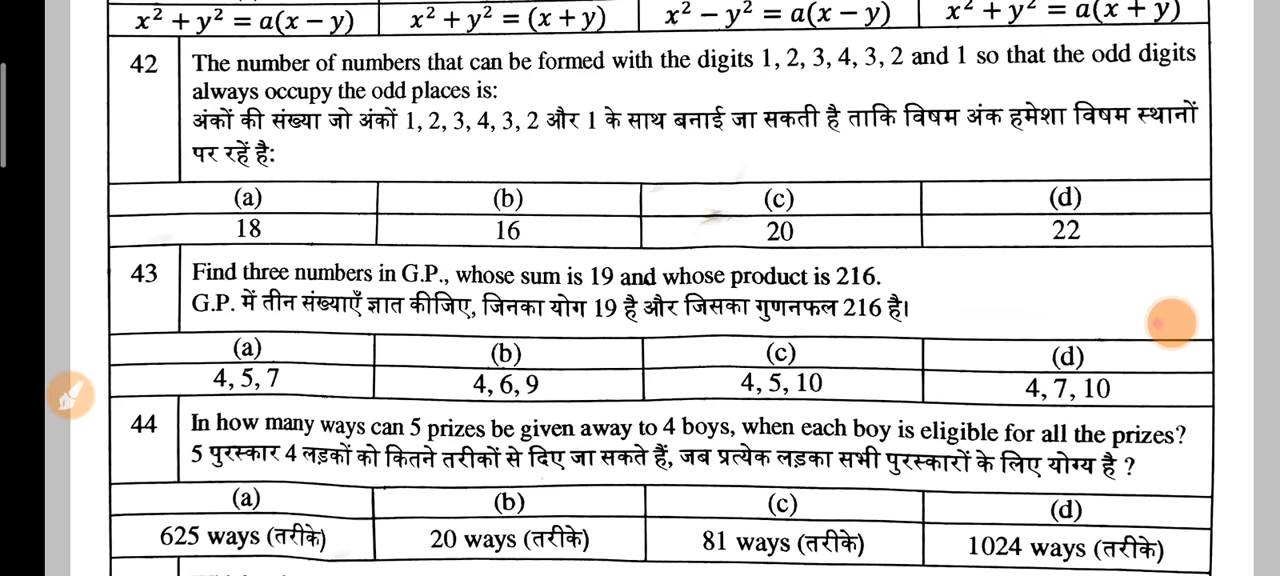 x² + y² = a(x − y) x² + y² = (x + y) x² − y² = a(x − y) x² + y² = a(x + y)
42 The number of numbers that can be formed with the digits 1, 2, 3, 4, 3, 2 and 1 so that the odd digits
always occupy the odd places is:
अंकों की संख्या जो अंकों 1, 2, 3, 4, 3, 2 और 1 के साथ बनाई जा सकती है ताकि विषम अंक हमेशा विषम स्थानों
पर रहें है:
(a) (b) (c) (d)
18 16 20 22
43 Find three numbers in G.P., whose sum is 19 and whose product is 216.
G.P. में तीन संख्याएँ ज्ञात कीजिए, जिनका योग 19 है और जिसका गुणनफल 216 है।
(a) (b) (c) (d)
4, 5, 7 4, 6, 9 4, 5, 10 4, 7, 10
44 In how many ways can 5 prizes be given away to 4 boys, when each boy is eligible for all the prizes?
5 पुरस्कार 4 लड़कों को कितने तरीकों से दिए जा सकते हैं, जब प्रत्येक लड़का सभी पुरस्कारों के लिए योग्य है ?
(a) (b) (c) (d)
625 ways (तरीके) 20 ways (तरीके) 81 ways (तरीके) 1024 ways (तरीके)